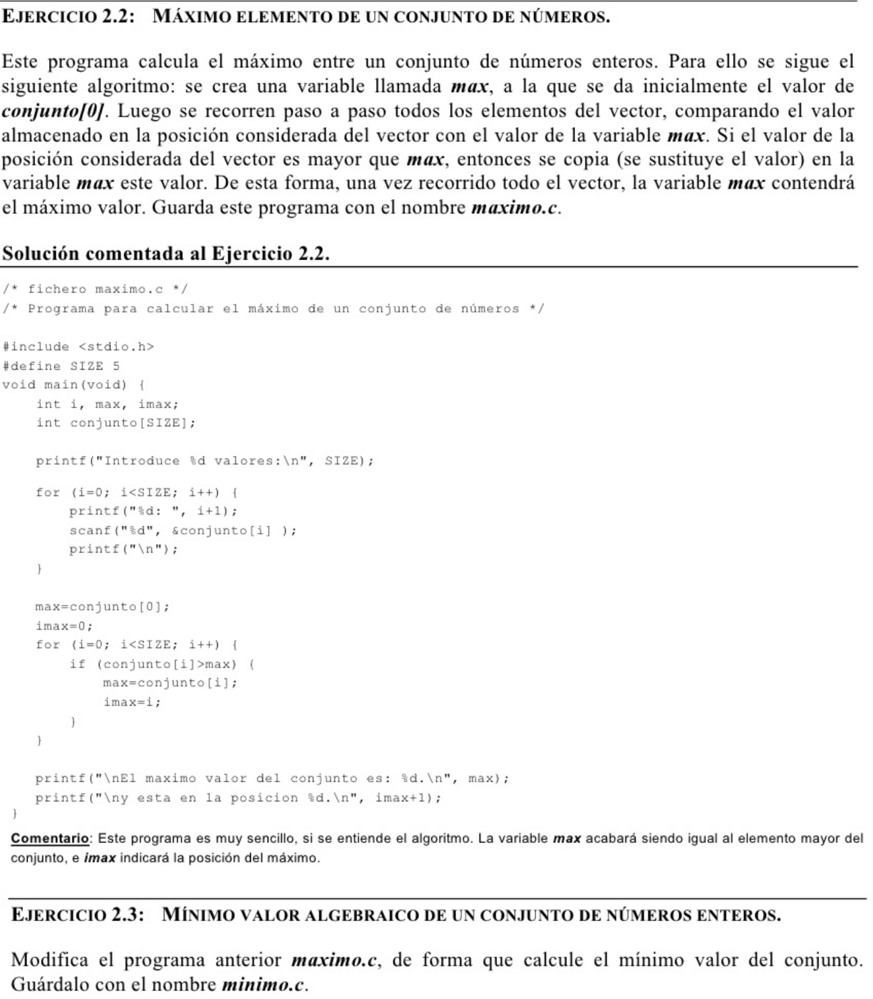 EJERCICIO 2.2: MÁXIMO ELEMENTO DE UN CONJUNTO DE NÚMEROS.
Este programa calcula el máximo entre un conjunto de números enteros. Para ello se sigue el
siguiente algoritmo: se crea una variable llamada max, a la que se da inicialmente el valor de
conjunto[0]. Luego se recorren paso a paso todos los elementos del vector, comparando el valor
almacenado en la posición considerada del vector con el valor de la variable max. Si el valor de la
posición considerada del vector es mayor que max, entonces se copia (se sustituye el valor) en la
variable max este valor. De esta forma, una vez recorrido todo el vector, la variable max contendrá
el máximo valor. Guarda este programa con el nombre maximo.c.
Solución comentada al Ejercicio 2.2.
/* fichero maximo.c */
/* Programa para calcular el máximo de un conjunto de números */
#include <stdio.h>
#define SIZE 5
void main(void) {
    int i, max, imax;
    int conjunto[SIZE];
    printf("Introduce %d valores:\n", SIZE);
    for (i=0; i<SIZE; i++) {
        printf("%d: ", i+1);
        scanf("%d", &conjunto[i] );
        printf("\n");
    }
    max=conjunto[0];
    imax=0;
    for (i=0; i<SIZE; i++) {
        if (conjunto[i]>max) {
            max=conjunto[i];
            imax=i;
        }
    }
    printf("\nEl maximo valor del conjunto es: %d.\n", max);
    printf("\ny esta en la posicion %d.\n", imax+1);
}
Comentario: Este programa es muy sencillo, si se entiende el algoritmo. La variable max acabará siendo igual al elemento mayor del
conjunto, e imax indicará la posición del máximo.
EJERCICIO 2.3: MÍNIMO VALOR ALGEBRAICO DE UN CONJUNTO DE NÚMEROS ENTEROS.
Modifica el programa anterior maximo.c, de forma que calcule el mínimo valor del conjunto.
Guárdalo con el nombre minimo.c.